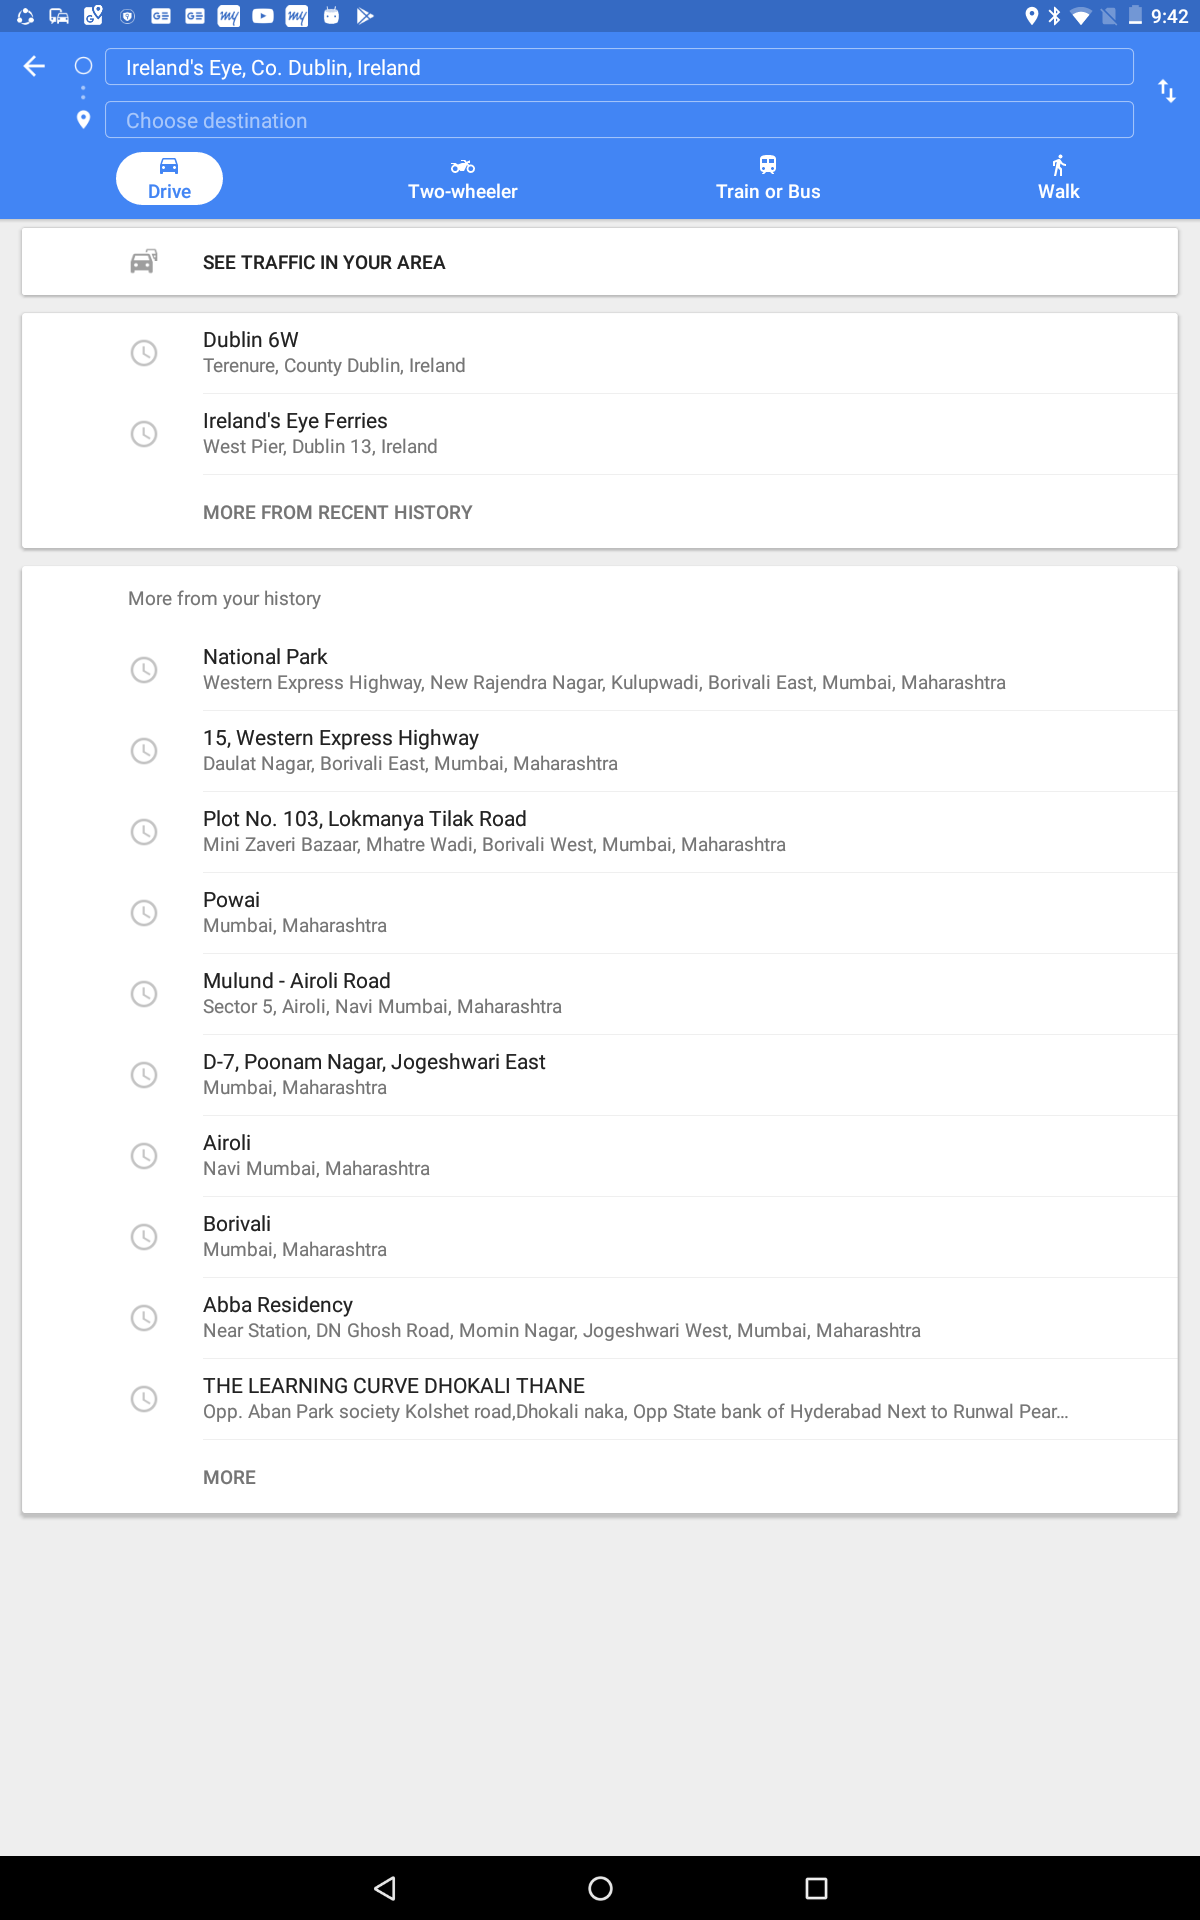 9:42
Ireland's Eye, Co. Dublin, Ireland
Choose destination
Drive
Two-wheeler
Train or Bus
Walk
SEE TRAFFIC IN YOUR AREA
Dublin 6W
Terenure, County Dublin, Ireland
Ireland's Eye Ferries
West Pier, Dublin 13, Ireland
MORE FROM RECENT HISTORY
More from your history
National Park
Western Express Highway, New Rajendra Nagar, Kulupwadi, Borivali East, Mumbai, Maharashtra
15, Western Express Highway
Daulat Nagar, Borivali East, Mumbai, Maharashtra
Plot No. 103, Lokmanya Tilak Road
Mini Zaveri Bazaar, Mhatre Wadi, Borivali West, Mumbai, Maharashtra
Powai
Mumbai, Maharashtra
Mulund - Airoli Road
Sector 5, Airoli, Navi Mumbai, Maharashtra
D-7, Poonam Nagar, Jogeshwari East
Mumbai, Maharashtra
Airoli
Navi Mumbai, Maharashtra
Borivali
Mumbai, Maharashtra
Abba Residency
Near Station, DN Ghosh Road, Momin Nagar, Jogeshwari West, Mumbai, Maharashtra
THE LEARNING CURVE DHOKALI THANE
Opp. Aban Park society Kolshet road,Dhokali naka, Opp State bank of Hyderabad Next to Runwal Pear...
MORE